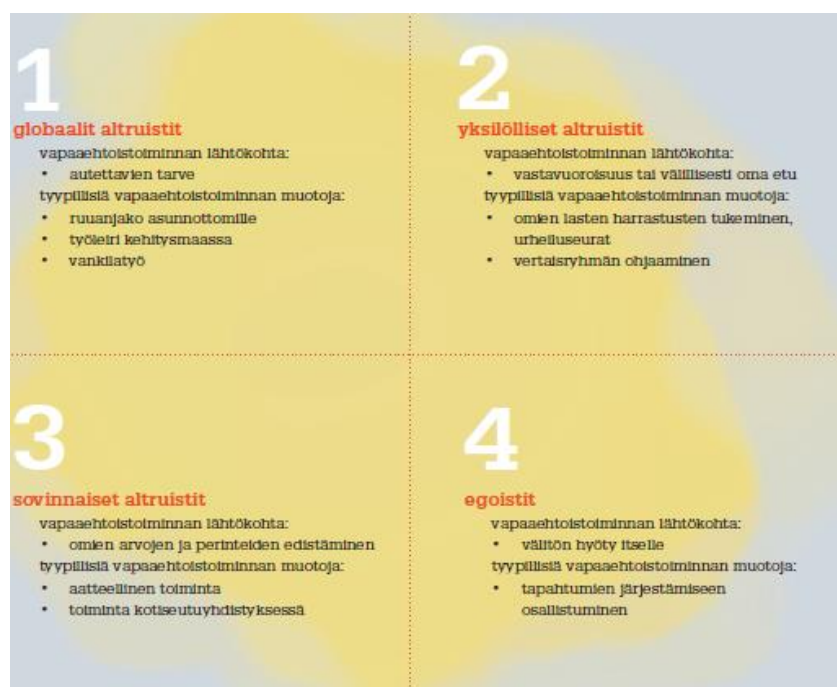 1
globaalit altruistit
vapaaehtoistoiminnan lähtökohta:
• autettavien tarve
tyypillisiä vapaaehtoistoiminnan muotoja:
• ruuanjako asunnottomille
• työleiri kehitysmaassa
• vankilatyö
2
yksilölliset altruistit
vapaaehtoistoiminnan lähtökohta:
• vastavuoroisuus tai välillisesti oma etu
tyypillisiä vapaaehtoistoiminnan muotoja:
• omien lasten harrastusten tukeminen,
urheiluseurat
• vertaisryhmän ohjaaminen
3
sovinnaiset altruistit
vapaaehtoistoiminnan lähtökohta:
• omien arvojen ja perinteiden edistäminen
tyypillisiä vapaaehtoistoiminnan muotoja:
• aatteellinen toiminta
• toiminta kotiseutuyhdistyksessä
4
egoistit
vapaaehtoistoiminnan lähtökohta:
• välitön hyöty itselle
tyypillisiä vapaaehtoistoiminnan muotoja:
• tapahtumien järjestämiseen
osallistuminen